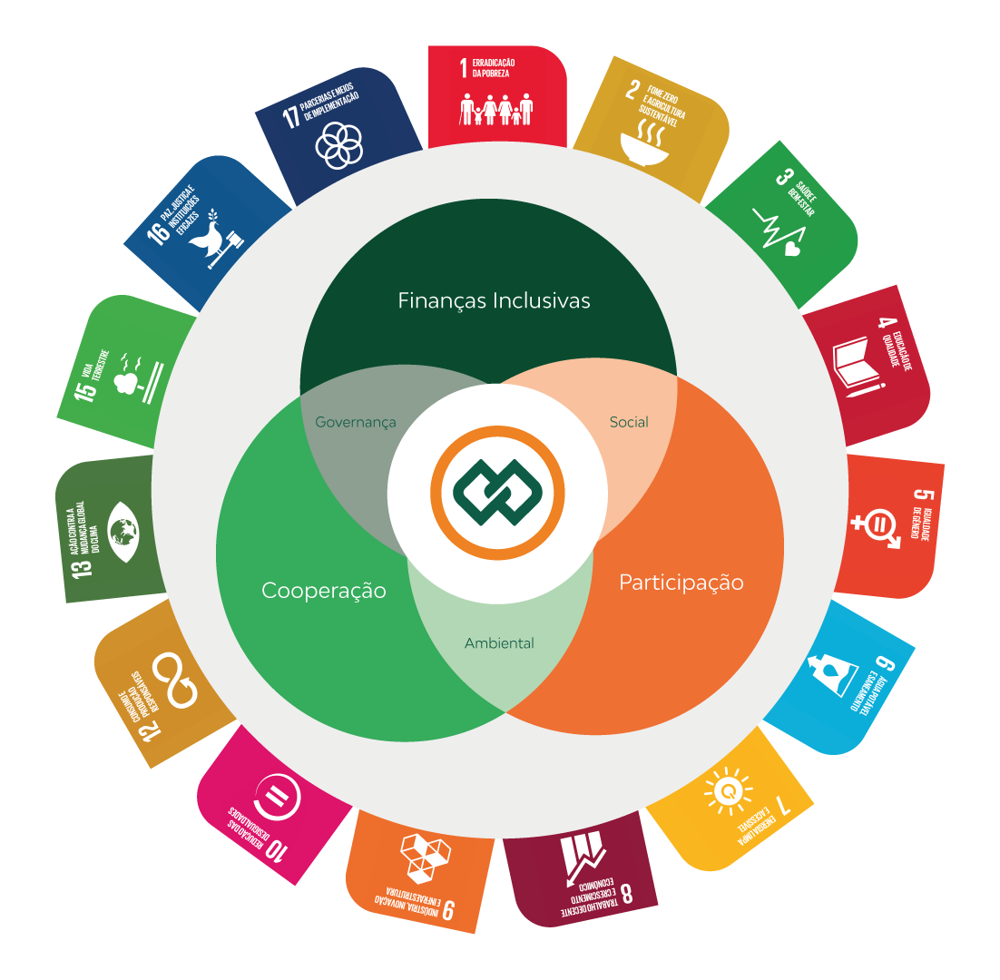 1
ERRADICAÇÃO
DA POBREZA
2
FOME ZERO
E AGRICULTURA
SUSTENTÁVEL
3
SAÚDE E
BEM-ESTAR
4
EDUCAÇÃO DE
QUALIDADE
5
IGUALDADE
DE GÊNERO
6
ÁGUA POTÁVEL
E SANEAMENTO
7
ENERGIA LIMPA
E ACESSÍVEL
8
TRABALHO DECENTE
E CRESCIMENTO
ECONÔMICO
9
INDÚSTRIA, INOVAÇÃO
E INFRAESTRUTURA
10
REDUÇÃO DAS
DESIGUALDADES
12
CONSUMO E
PRODUÇÃO
RESPONSÁVEIS
13
AÇÃO CONTRA A
MUDANÇA GLOBAL
DO CLIMA
15
VIDA
TERRESTRE
16
PAZ, JUSTIÇA E
INSTITUIÇÕES
EFICAZES
17
PARCERIAS E MEIOS
DE IMPLEMENTAÇÃO
Finanças Inclusivas
Governança
Social
Cooperação
Participação
Ambiental